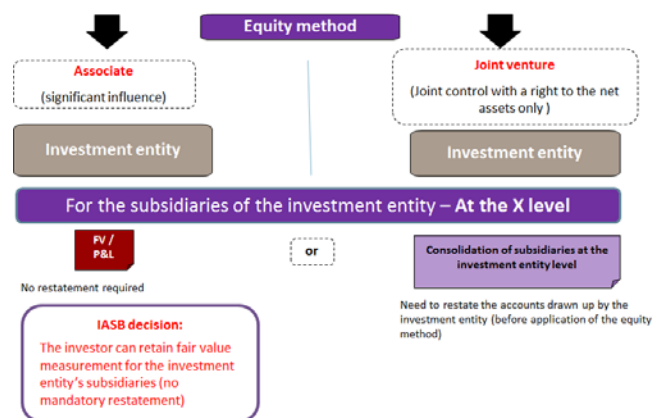 Equity method
Associate
(significant influence)
Joint venture
(Joint control with a right to the net
assets only )
Investment entity
Investment entity
For the subsidiaries of the investment entity – At the X level
FV /
P&L
or
Consolidation of subsidiaries at the
investment entity level
No restatement required
Need to restate the accounts drawn up by the
investment entity (before application of the equity
method)
IASB decision:
The investor can retain fair value
measurement for the investment
entity's subsidiaries (no
mandatory restatement)